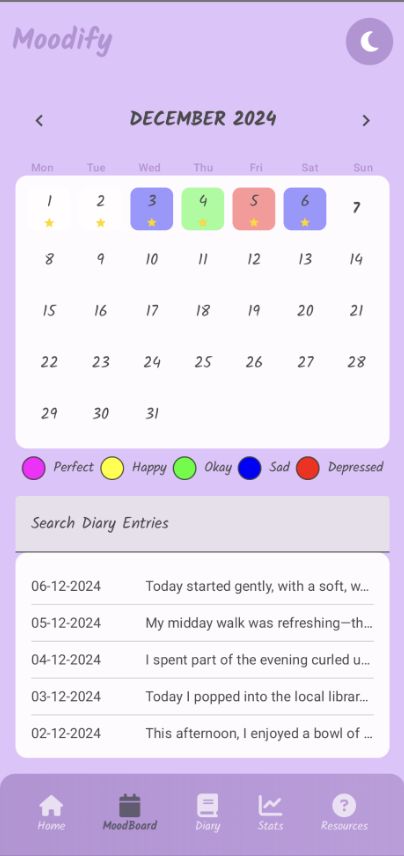 Moodify
DECEMBER 2024
Mon Tue Wed Thu Fri Sat Sun
1 2 3 4 5 6 7
8 9 10 11 12 13 14
15 16 17 18 19 20 21
22 23 24 25 26 27 28
29 30 31
Perfect Happy Okay Sad Depressed
Search Diary Entries
06-12-2024 Today started gently, with a soft, w...
05-12-2024 My midday walk was refreshing—th...
04-12-2024 I spent part of the evening curled u...
03-12-2024 Today I popped into the local librar...
02-12-2024 This afternoon, I enjoyed a bowl of ...
Home MoodBoard Diary Stats Resources